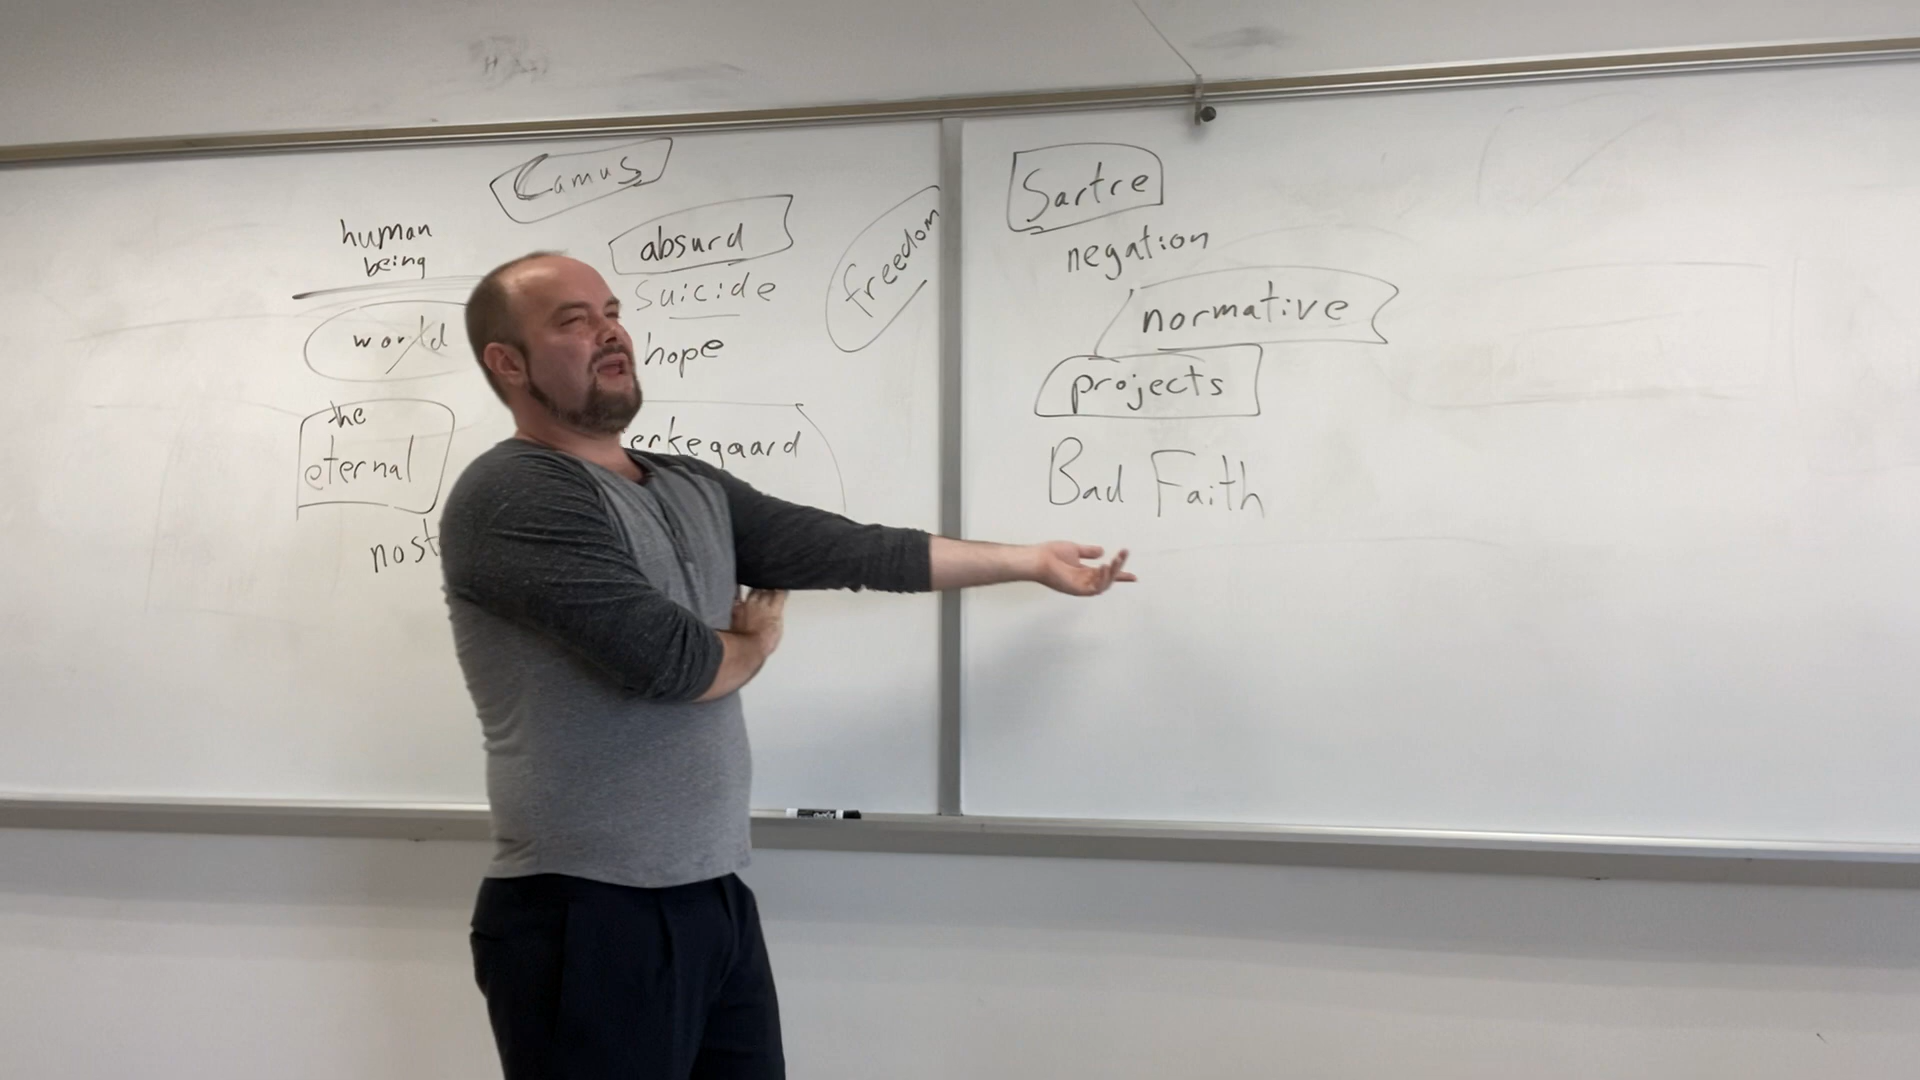 Camus
human
being
world
the
eternal
nost
absurd
suicide
hope
erkegaard
freedom
Sartre
negation
normative
projects
Bad Faith